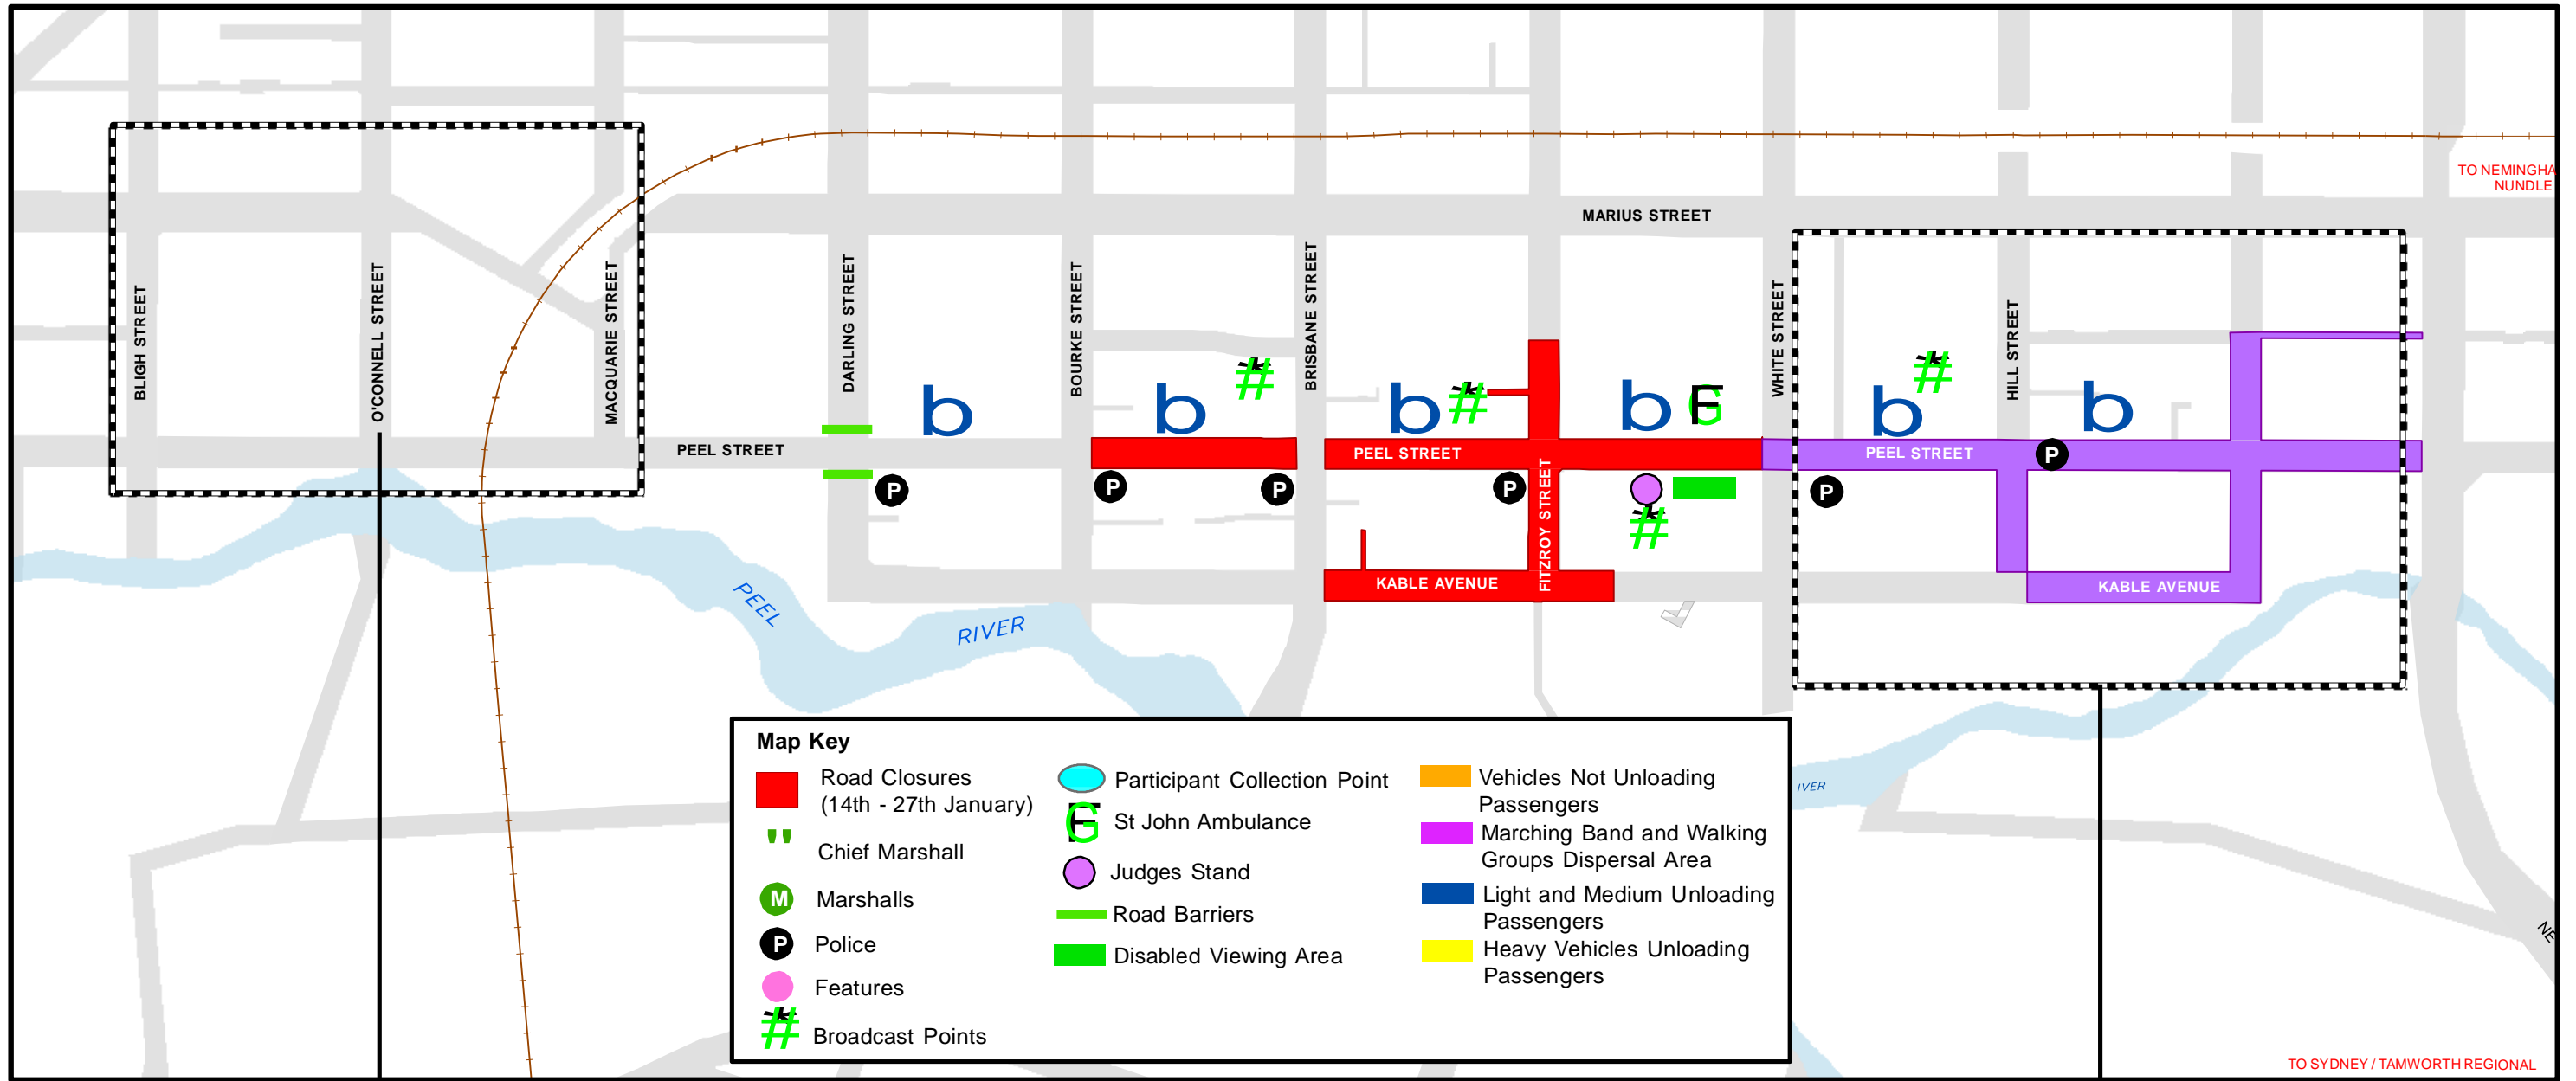 TO NEMINGHA
NUNDLE
MARIUS STREET
BLIGH STREET
O'CONNELL STREET
MACQUARIE STREET
DARLING STREET
BOURKE STREET
BRISBANE STREET
WHITE STREET
HILL STREET
b
b
b
b
b
b
#
#
#
#
F
G
PEEL STREET
PEEL STREET
PEEL STREET
FITZROY STREET
P
P
P
P
P
P
KABLE AVENUE
KABLE AVENUE
PEEL
RIVER
IVER
Map Key
Road Closures
(14th - 27th January)
" Chief Marshall
M Marshalls
P Police
Features
# Broadcast Points
Participant Collection Point
F G St John Ambulance
Judges Stand
Road Barriers
Disabled Viewing Area
Vehicles Not Unloading
Passengers
Marching Band and Walking
Groups Dispersal Area
Light and Medium Unloading
Passengers
Heavy Vehicles Unloading
Passengers
NE
TO SYDNEY / TAMWORTH REGIONAL